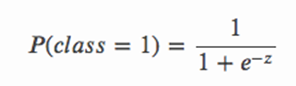 P(class = 1) = 1 / (1 + e^{-z})